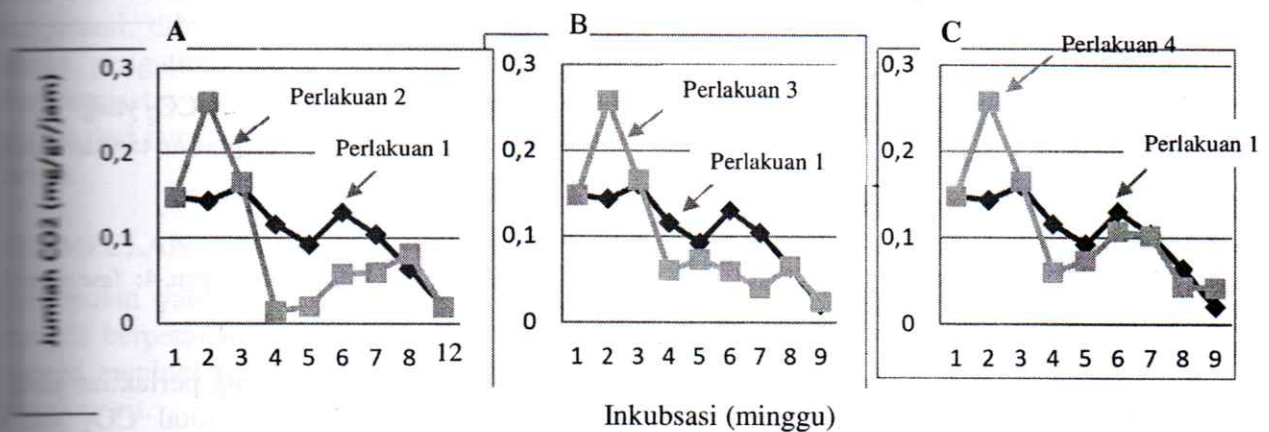 A
Jumlah CO2 (mg/gr/jam)
0,3
0,2
0,1
0
Perlakuan 2
Perlakuan 1
1 2 3 4 5 6 7 8 12
B
0,3
0,2
0,1
0
Perlakuan 3
Perlakuan 1
1 2 3 4 5 6 7 8 9
C
0,3
0,2
0,1
0
Perlakuan 4
Perlakuan 1
1 2 3 4 5 6 7 8 9
Inkubsasi (minggu)